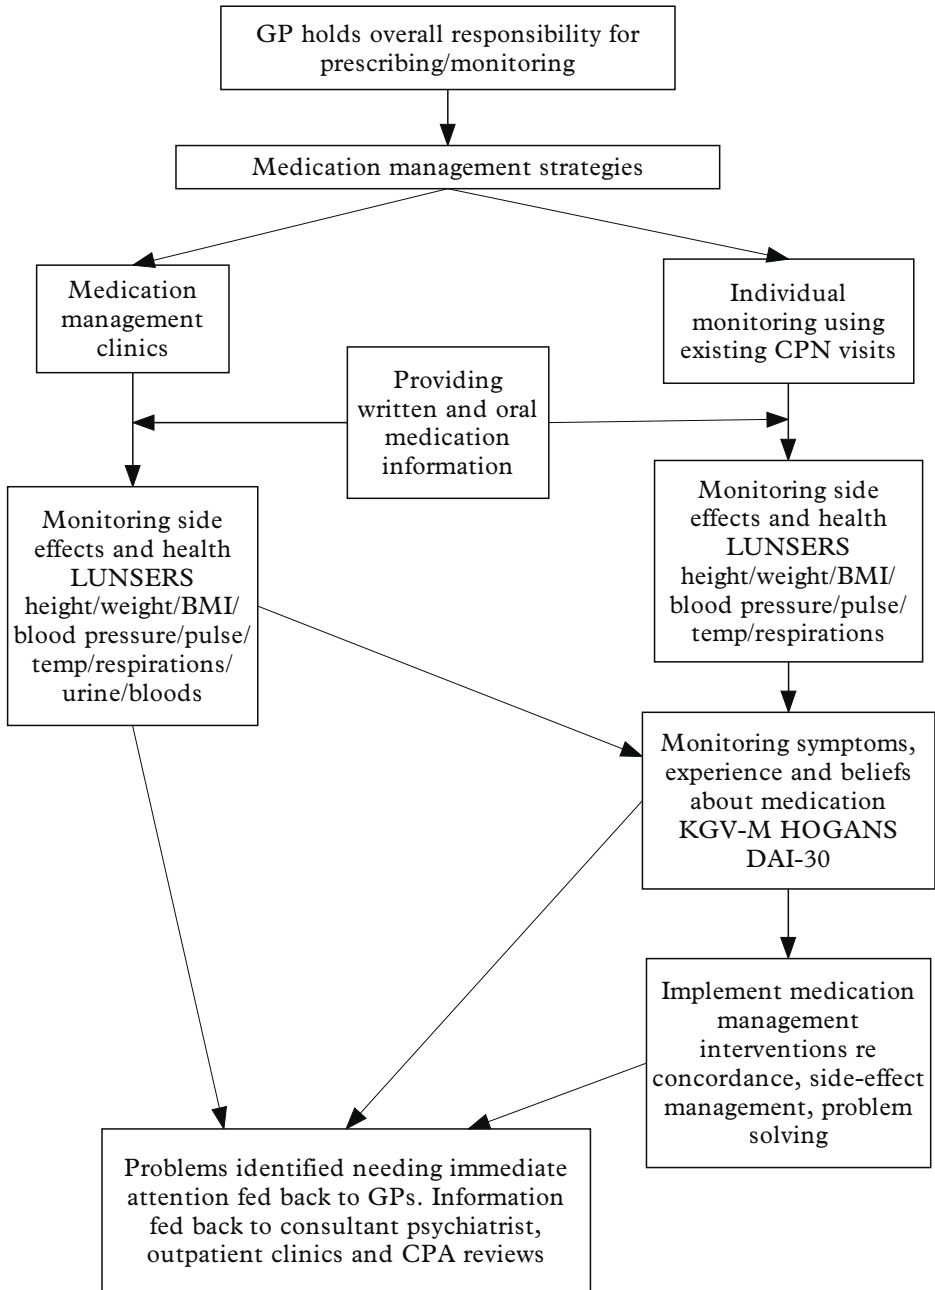 GP holds overall responsibility for
prescribing/monitoring
Medication management strategies
Medication
management
clinics
Individual
monitoring using
existing CPN visits
Providing
written and oral
medication
information
Monitoring side
effects and health
LUNSERS
height/weight/BMI/
blood pressure/pulse/
temp/respirations/
urine/bloods
Monitoring side
effects and health
LUNSERS
height/weight/BMI/
blood pressure/pulse/
temp/respirations
Monitoring symptoms,
experience and beliefs
about medication
KGV-M HOGANS
DAI-30
Implement medication
management
interventions re
concordance, side-effect
management, problem
solving
Problems identified needing immediate
attention fed back to GPs. Information
fed back to consultant psychiatrist,
outpatient clinics and CPA reviews